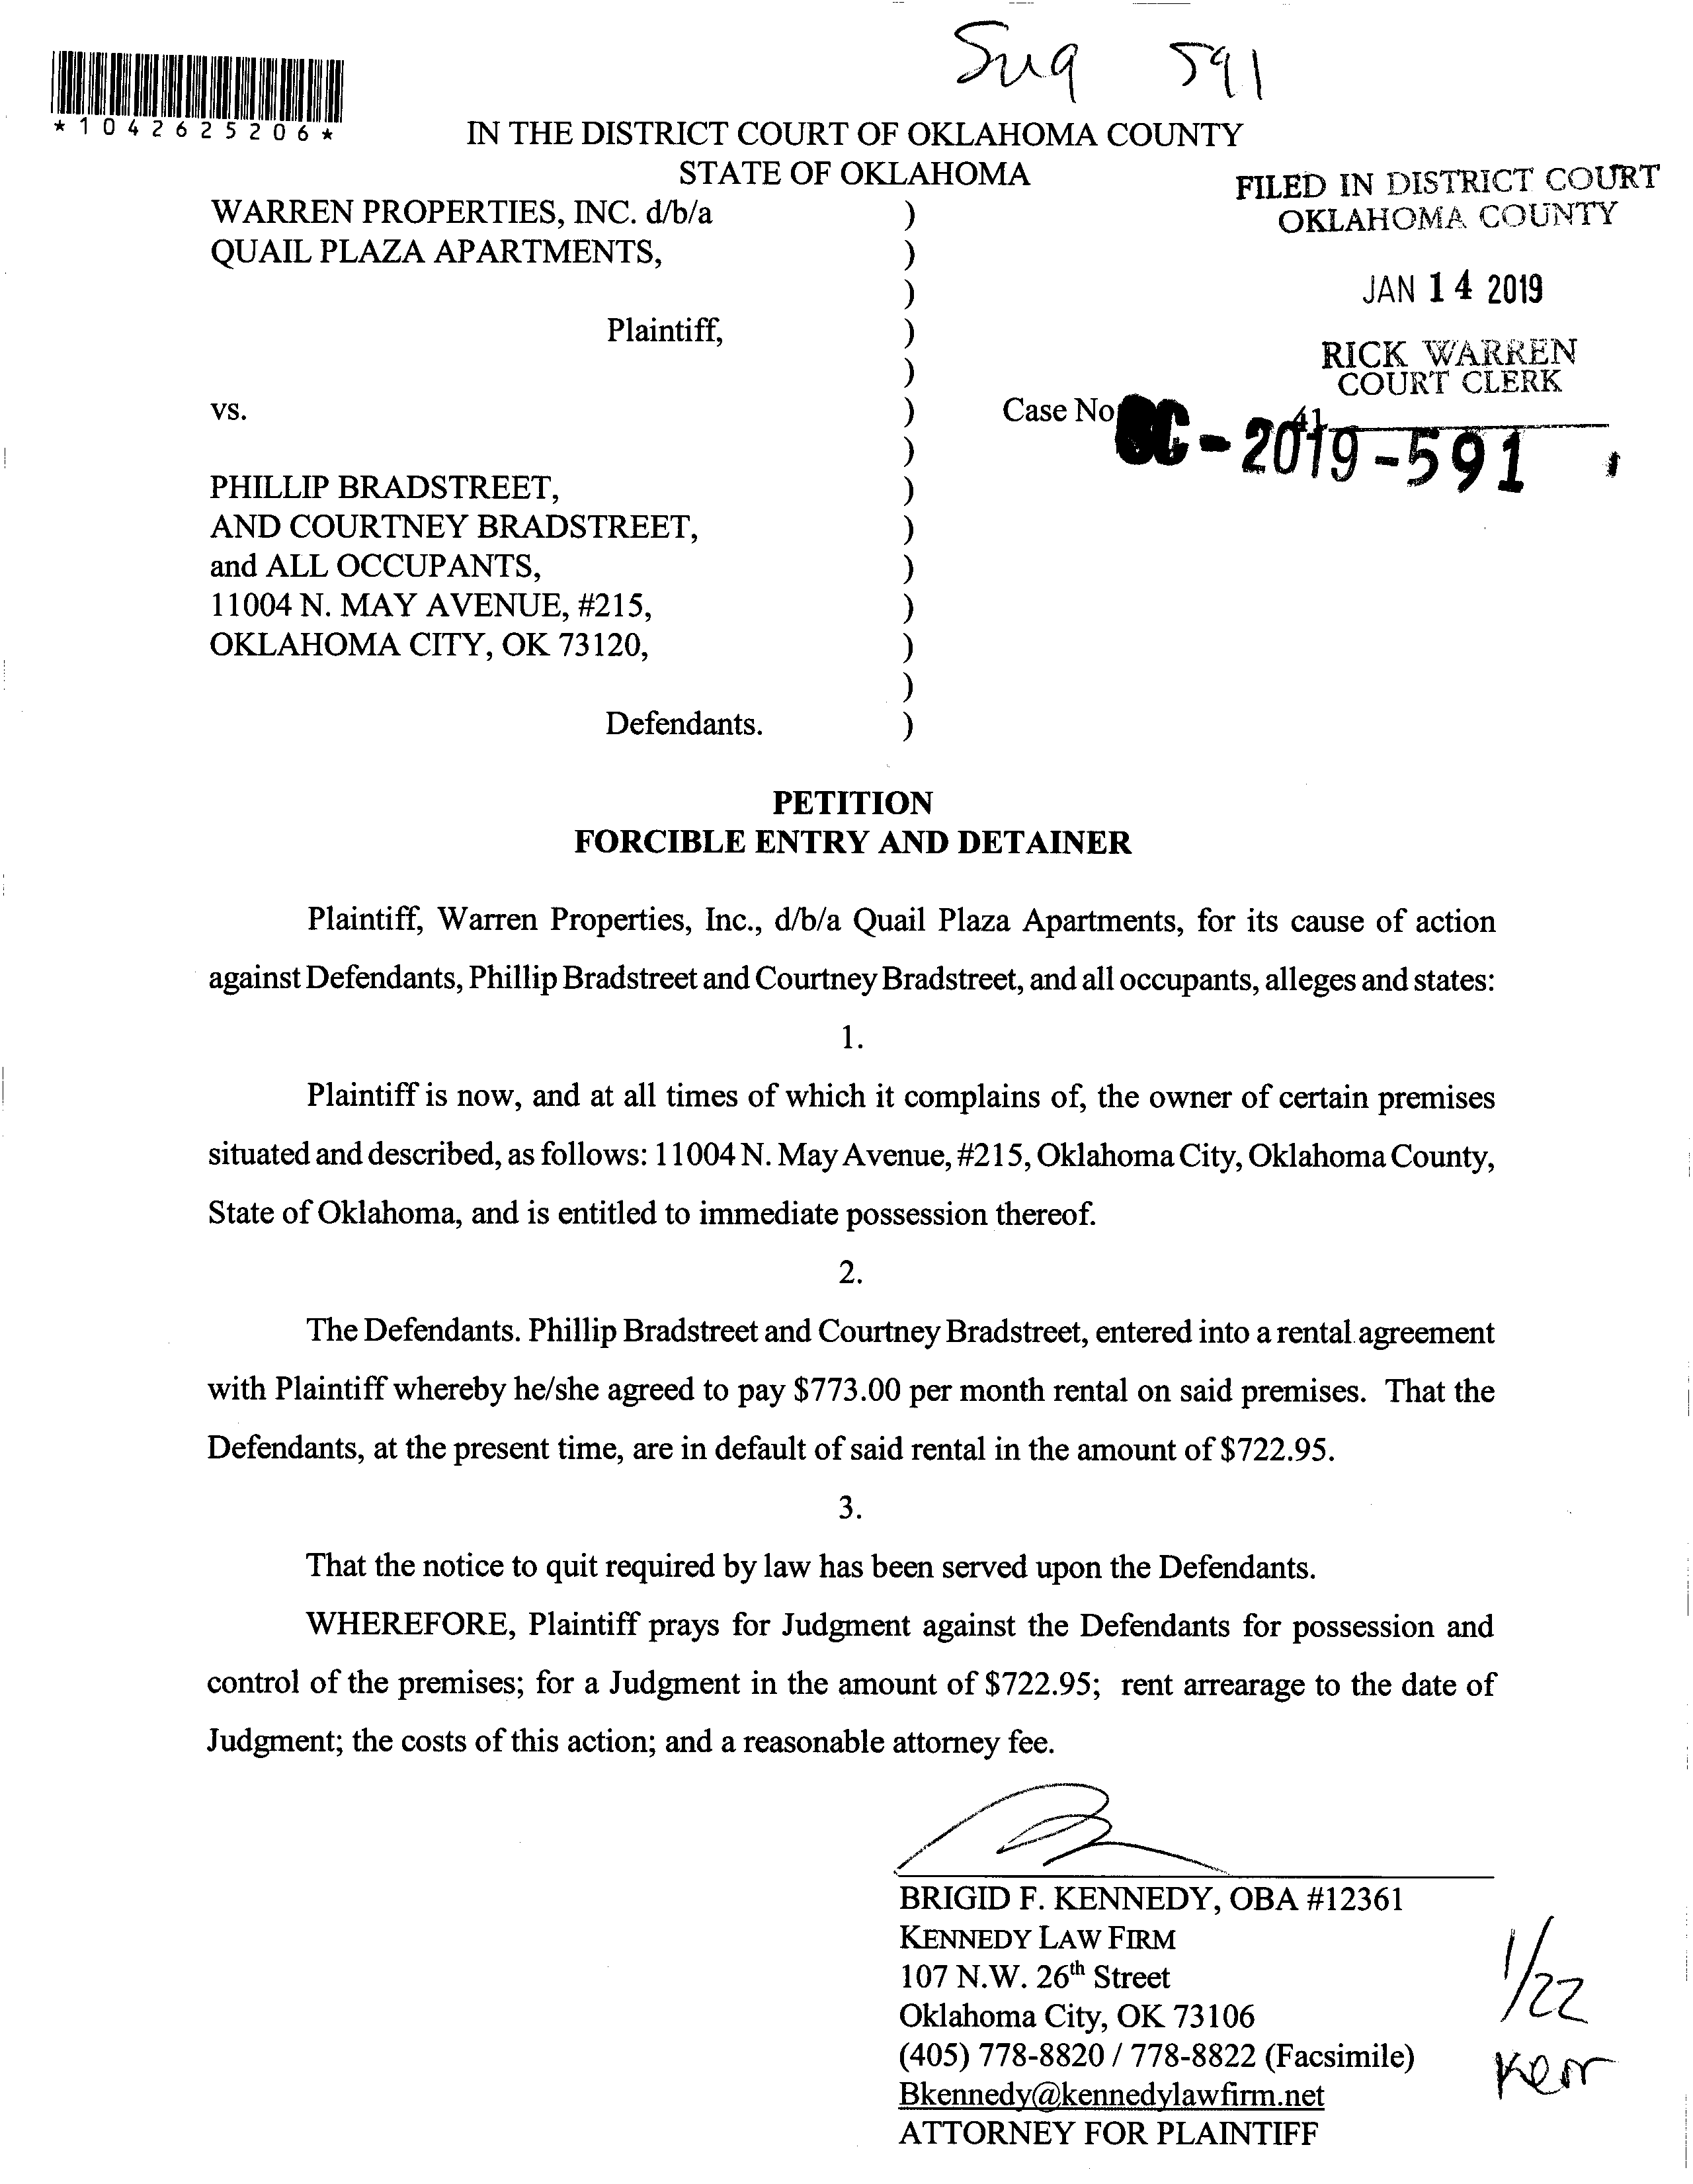 Sug 591
*1042625206*
IN THE DISTRICT COURT OF OKLAHOMA COUNTY
STATE OF OKLAHOMA
FILED IN DISTRICT COURT
OKLAHOMA COUNTY
JAN 14 2019
RICK WARREN
COURT CLERK
41
WARREN PROPERTIES, INC. d/b/a )
QUAIL PLAZA APARTMENTS, )
)
Plaintiff, )
)
vs. ) Case No
SC-2019-591
)
PHILLIP BRADSTREET, )
AND COURTNEY BRADSTREET, )
and ALL OCCUPANTS, )
11004 N. MAY AVENUE, #215, )
OKLAHOMA CITY, OK 73120, )
)
Defendants. )
PETITION
FORCIBLE ENTRY AND DETAINER
Plaintiff, Warren Properties, Inc., d/b/a Quail Plaza Apartments, for its cause of action
against Defendants, Phillip Bradstreet and Courtney Bradstreet, and all occupants, alleges and states:
1.
Plaintiff is now, and at all times of which it complains of, the owner of certain premises
situated and described, as follows: 11004 N. May Avenue, #215, Oklahoma City, Oklahoma County,
State of Oklahoma, and is entitled to immediate possession thereof.
2.
The Defendants. Phillip Bradstreet and Courtney Bradstreet, entered into a rental agreement
with Plaintiff whereby he/she agreed to pay $773.00 per month rental on said premises. That the
Defendants, at the present time, are in default of said rental in the amount of $722.95.
3.
That the notice to quit required by law has been served upon the Defendants.
WHEREFORE, Plaintiff prays for Judgment against the Defendants for possession and
control of the premises; for a Judgment in the amount of $722.95; rent arrearage to the date of
Judgment; the costs of this action; and a reasonable attorney fee.
BRIGID F. KENNEDY, OBA #12361
KENNEDY LAW FIRM
107 N.W. 26th Street
Oklahoma City, OK 73106
(405) 778-8820 / 778-8822 (Facsimile)
Bkennedy@kennedylawfirm.net
ATTORNEY FOR PLAINTIFF
1/22
Kerr